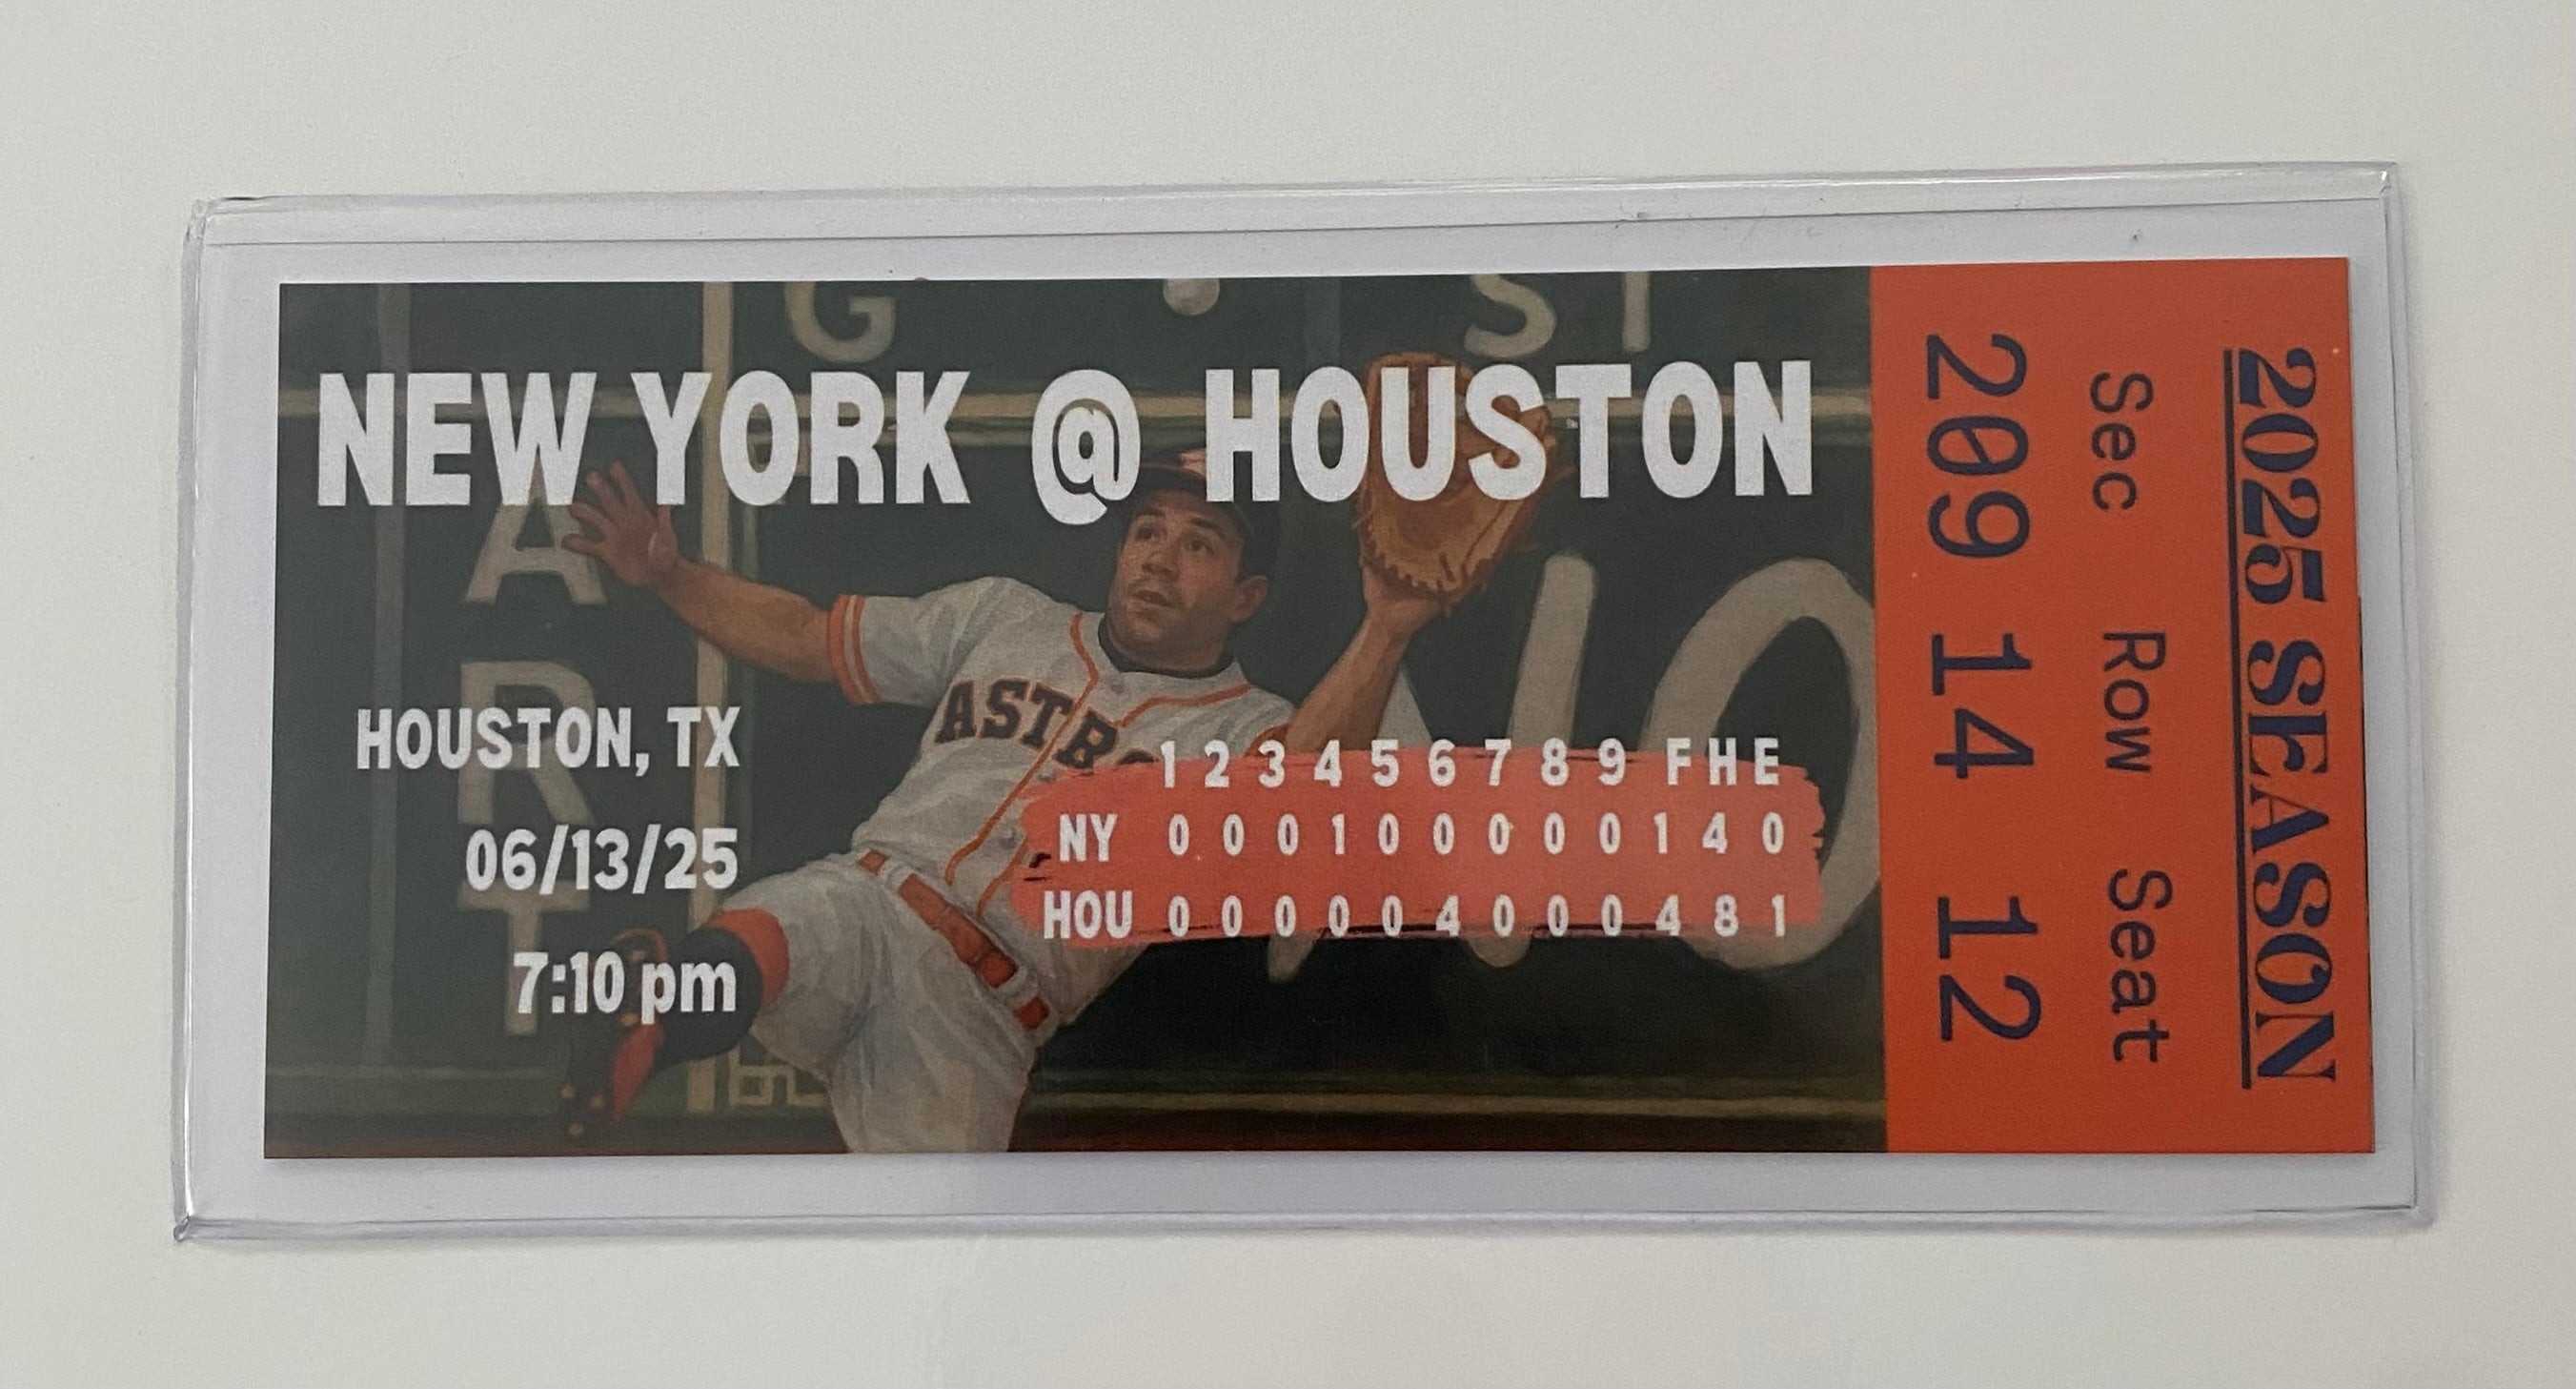 G ST
NEW YORK @ HOUSTON
A
R
T
ASTRO
HOUSTON, TX
06/13/25
7:10 pm
1 2 3 4 5 6 7 8 9 F H E
NY 0 0 0 1 0 0 0 0 0 1 4 0
HOU 0 0 0 0 0 4 0 0 0 4 8 1
2025 SEASON
Sec Row Seat
209 14 12